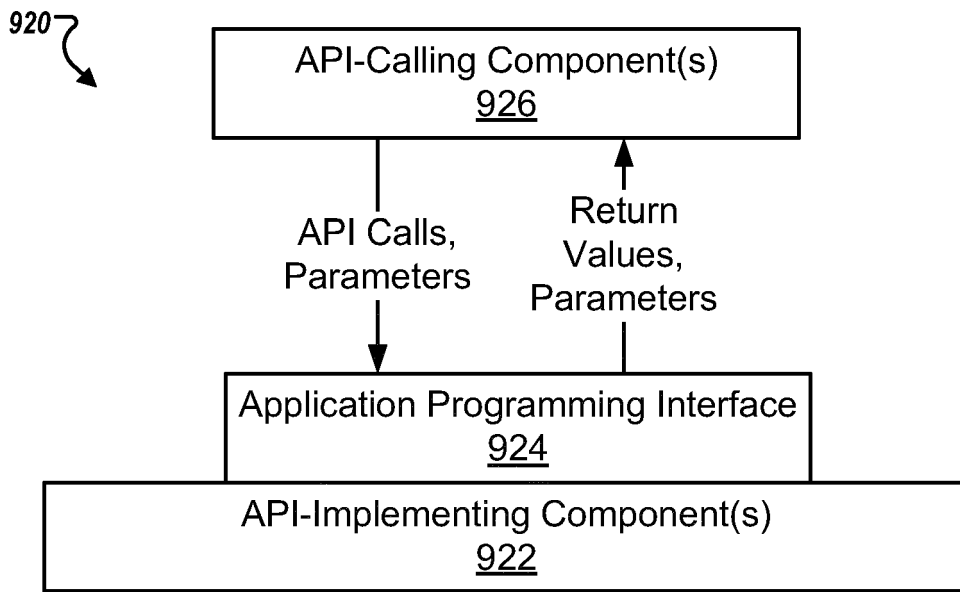 920
API-Calling Component(s)
926
API Calls,
Parameters
Return
Values,
Parameters
Application Programming Interface
924
API-Implementing Component(s)
922